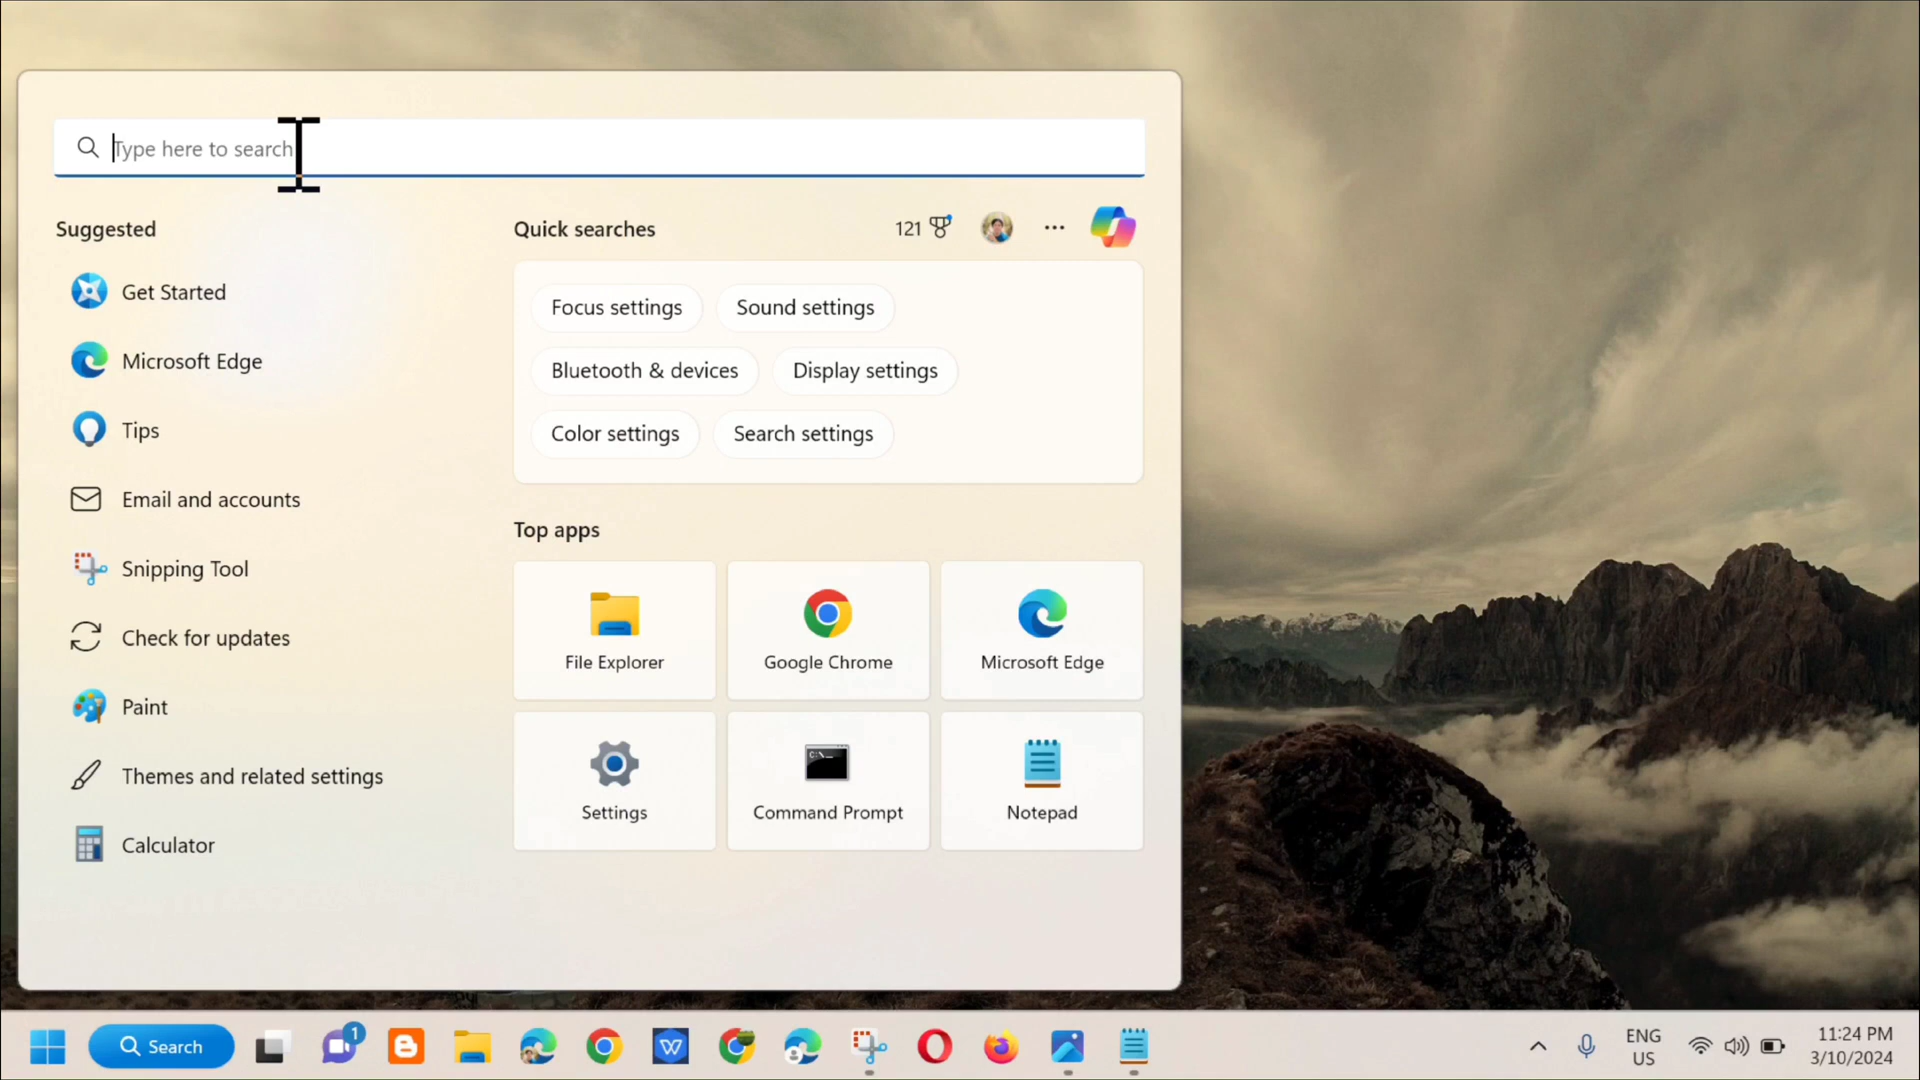 Type here to search
Suggested
Get Started
Microsoft Edge
Tips
Email and accounts
Snipping Tool
Check for updates
Paint
Themes and related settings
Calculator
Quick searches
121
Focus settings
Sound settings
Bluetooth & devices
Display settings
Color settings
Search settings
Top apps
File Explorer
Google Chrome
Microsoft Edge
C:\_
Settings
Command Prompt
Notepad
Search
1
ENG
US
11:24 PM
3/10/2024